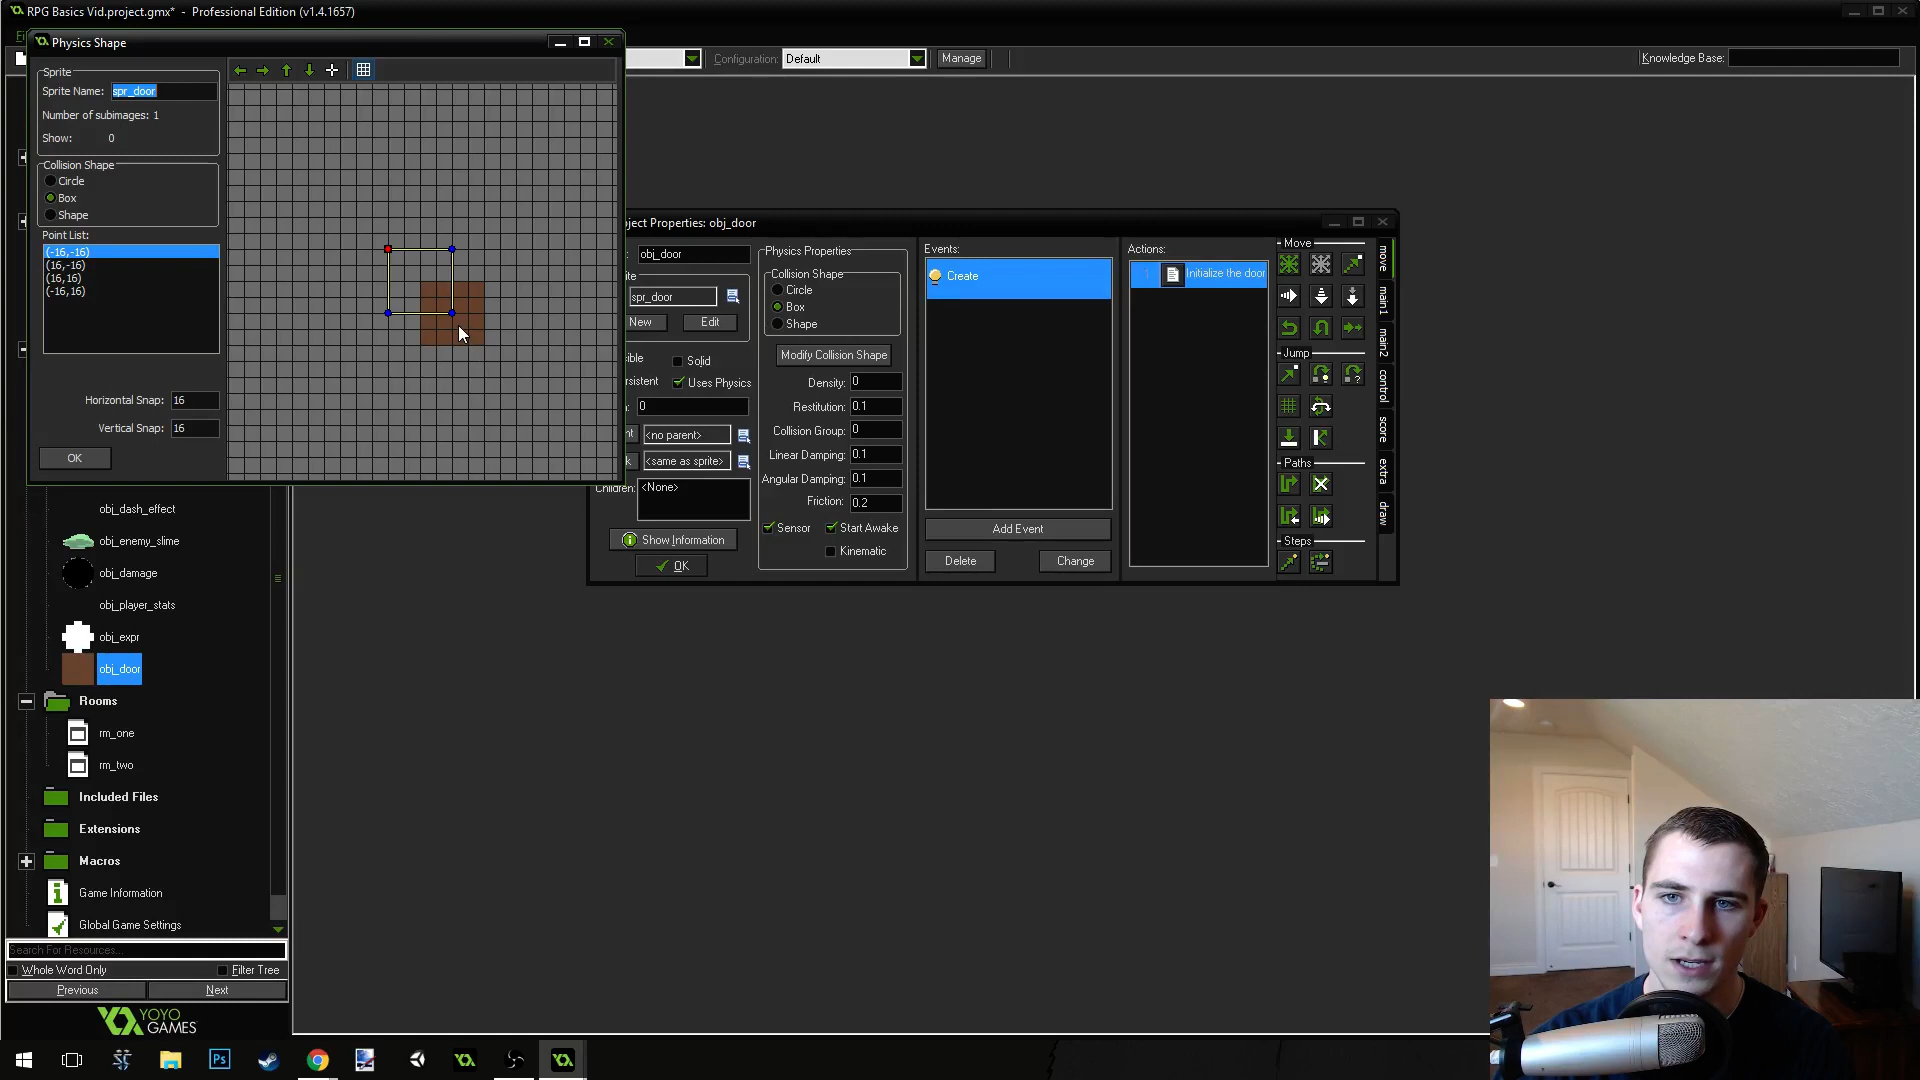 RPG Basics Vid.project.gmx* - Professional Edition (v1.4.1657)
Fi
Physics Shape
Configuration: Default
Manage
Knowledge Base:
Sprite
Sprite Name: spr_door
Number of subimages: 1
Show: 0
Collision Shape
Circle
Box
Shape
Point List:
(-16,-16)
(16,-16)
(16,16)
(-16,16)
Horizontal Snap: 16
Vertical Snap: 16
OK
ject Properties: obj_door
: obj_door
ite
spr_door
New
Edit
ible
Solid
rsistent
Uses Physics
: 0
nt <no parent>
k <same as sprite>
Children: <None>
Show Information
OK
Physics Properties
Collision Shape
Circle
Box
Shape
Modify Collision Shape
Density: 0
Restitution: 0.1
Collision Group: 0
Linear Damping: 0.1
Angular Damping: 0.1
Friction: 0.2
Sensor
Start Awake
Kinematic
Events:
Create
Add Event
Delete
Change
Actions:
1 Initialize the door
Move
Jump
Paths
Steps
move
main1
main2
control
score
extra
draw
obj_dash_effect
obj_enemy_slime
obj_damage
obj_player_stats
obj_expr
obj_door
Rooms
rm_one
rm_two
Included Files
Extensions
Macros
Game Information
Global Game Settings
Search For Resources...
Whole Word Only
Filter Tree
Previous
Next
YOYO
GAMES
Ps